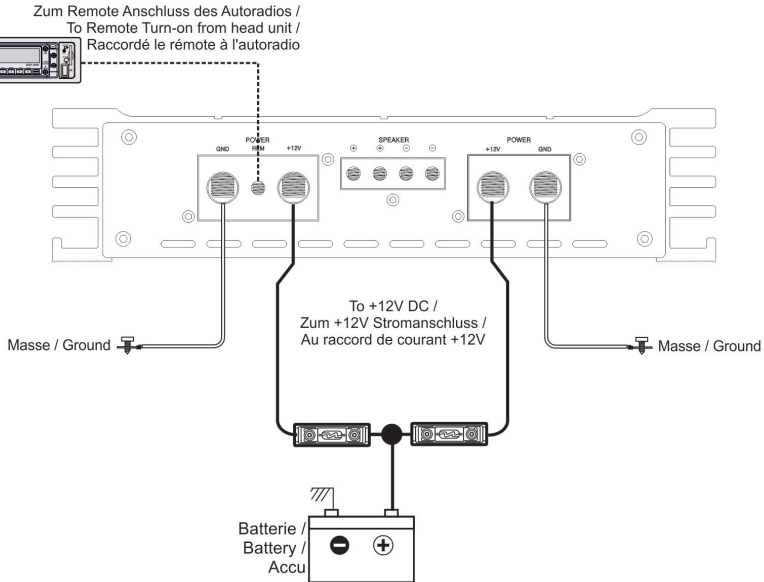 Zum Remote Anschluss des Autoradios /
To Remote Turn-on from head unit /
Raccordé le rémote à l'autoradio
POWER
GND REM +12V
SPEAKER
POWER
+12V GND
To +12V DC /
Zum +12V Stromanschluss /
Au raccord de courant +12V
Masse / Ground
Masse / Ground
Batterie /
Battery /
Accu